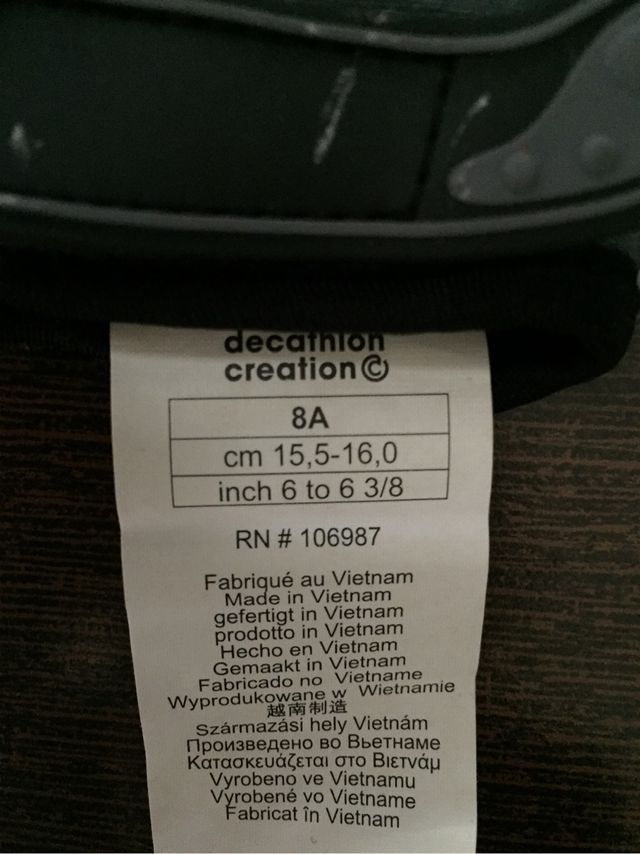 decathlon
creation©
8A
cm 15,5-16,0
inch 6 to 6 3/8
RN # 106987
Fabriqué au Vietnam
Made in Vietnam
gefertigt in Vietnam
prodotto in Vietnam
Hecho en Vietnam
Gemaakt in Vietnam
Fabricado no Vietname
Wyprodukowane w Wietnamie
越南制造
Származási hely Vietnám
Произведено во Вьетнаме
Κατασκευάζεται στο Βιετνάμ
Vyrobeno ve Vietnamu
Vyrobené vo Vietname
Fabricat în Vietnam